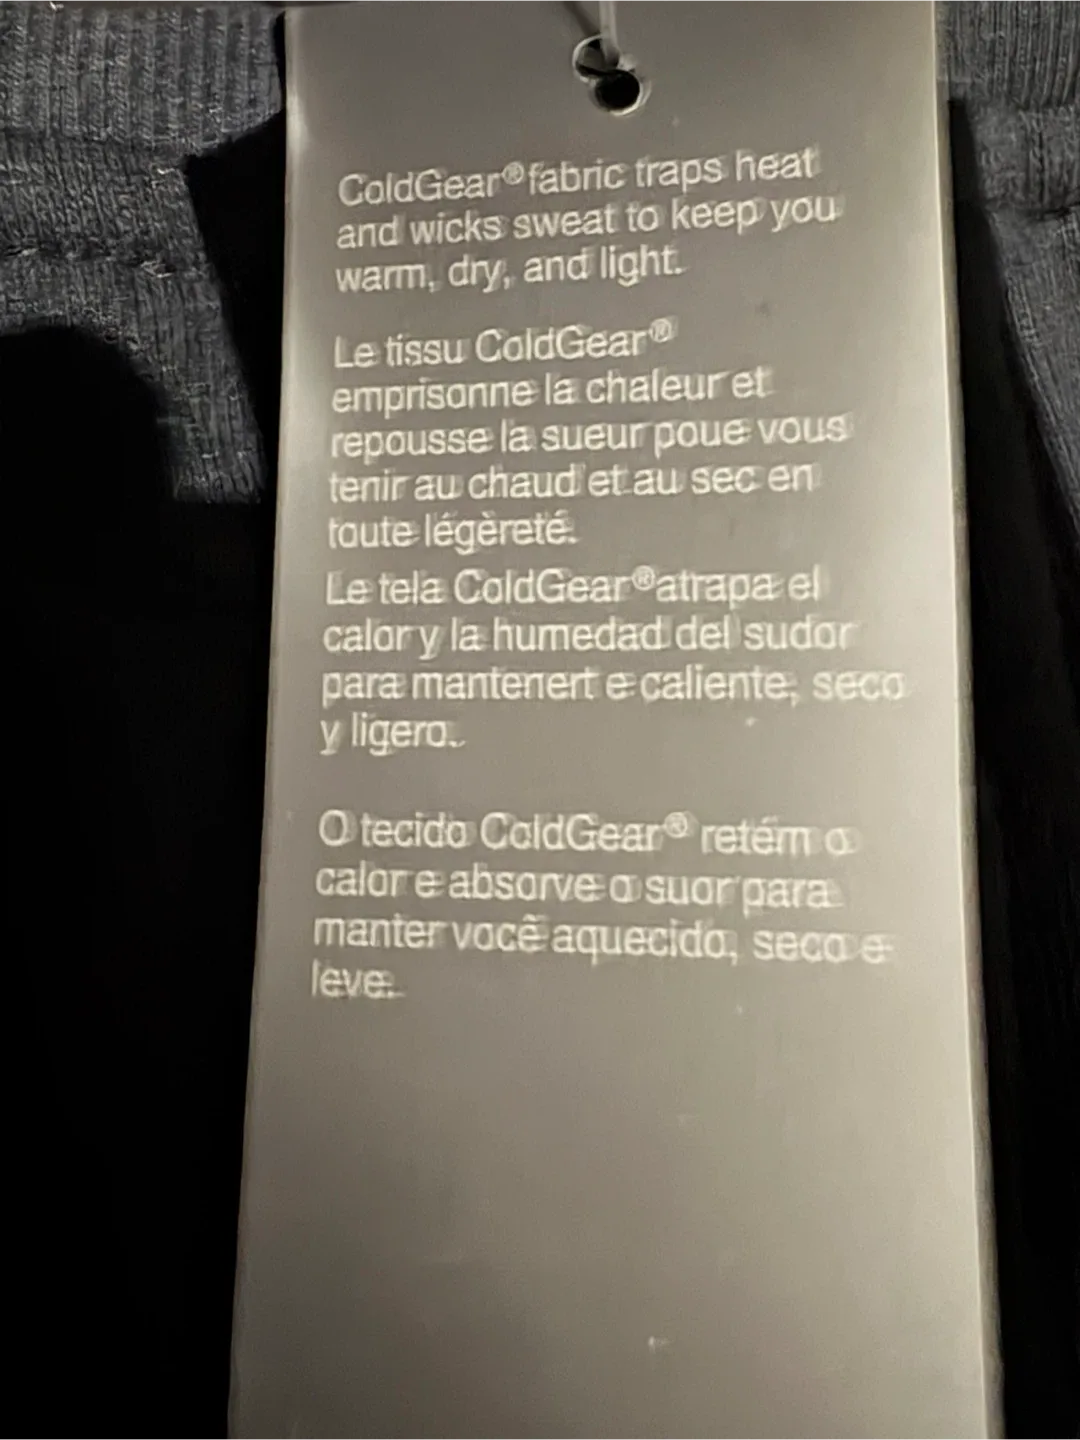 ColdGear® fabric traps heat
and wicks sweat to keep you
warm, dry, and light.
Le tissu ColdGear®
emprisonne la chaleur et
repousse la sueur poue vous
tenir au chaud et au sec en
toute légèreté.
Le tela ColdGear® atrapa el
calor y la humedad del sudor
para mantenert e caliente, seco
y ligero.
O tecido ColdGear® retém o
calor e absorve o suor para
manter você aquecido, seco e
leve.